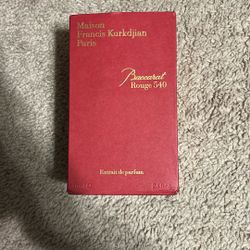 Maison
Francis Kurkdjian
Paris
Baccarat
Rouge 540
Extrait de parfum